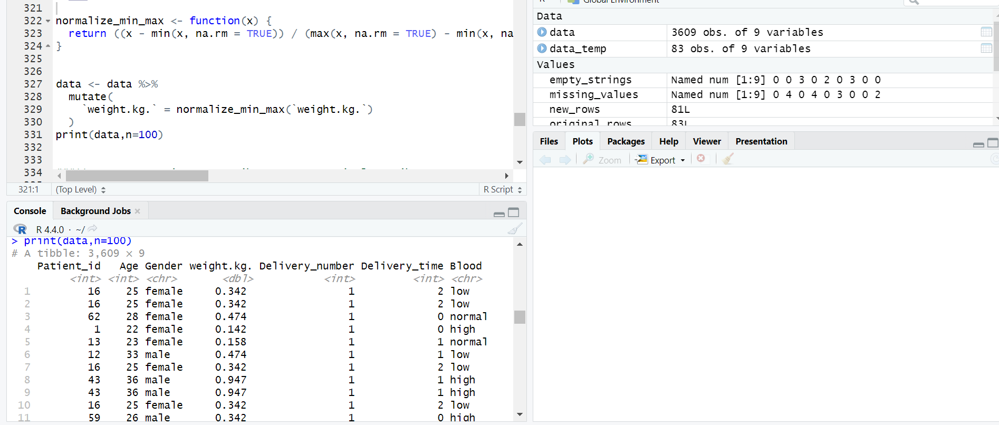 321
322 normalize_min_max <- function(x) {
323 return ((x - min(x, na.rm = TRUE)) / (max(x, na.rm = TRUE) - min(x, na
324 }
325
326
327 data <- data %>%
328 mutate(
329 `weight.kg.` = normalize_min_max(`weight.kg.`)
330 )
331 print(data,n=100)
332
333
334
321:1 (Top Level) R Script
Console Background Jobs
R 4.4.0 · ~/
> print(data,n=100)
# A tibble: 3,609 × 9
Patient_id Age Gender weight.kg. Delivery_number Delivery_time Blood
<int> <int> <chr> <dbl> <int> <int> <chr>
1 16 25 female 0.342 1 2 low
2 16 25 female 0.342 1 2 low
3 62 28 female 0.474 1 0 normal
4 1 22 female 0.142 1 0 high
5 13 23 female 0.158 1 1 normal
6 12 33 male 0.474 1 1 low
7 16 25 female 0.342 1 2 low
8 43 36 male 0.947 1 1 high
9 43 36 male 0.947 1 1 high
10 16 25 female 0.342 1 2 low
11 59 26 male 0.342 1 0 high
Global Environment
Data
data 3609 obs. of 9 variables
data_temp 83 obs. of 9 variables
Values
empty_strings Named num [1:9] 0 0 3 0 2 0 3 0 0
missing_values Named num [1:9] 0 4 0 4 0 3 0 0 2
new_rows 81L
original_rows 83L
Files Plots Packages Help Viewer Presentation
Zoom Export